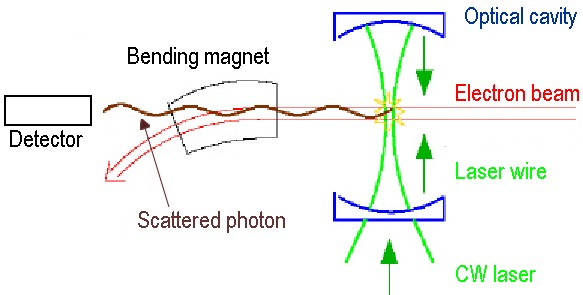 Optical cavity
Bending magnet
Electron beam
Detector
Laser wire
Scattered photon
CW laser